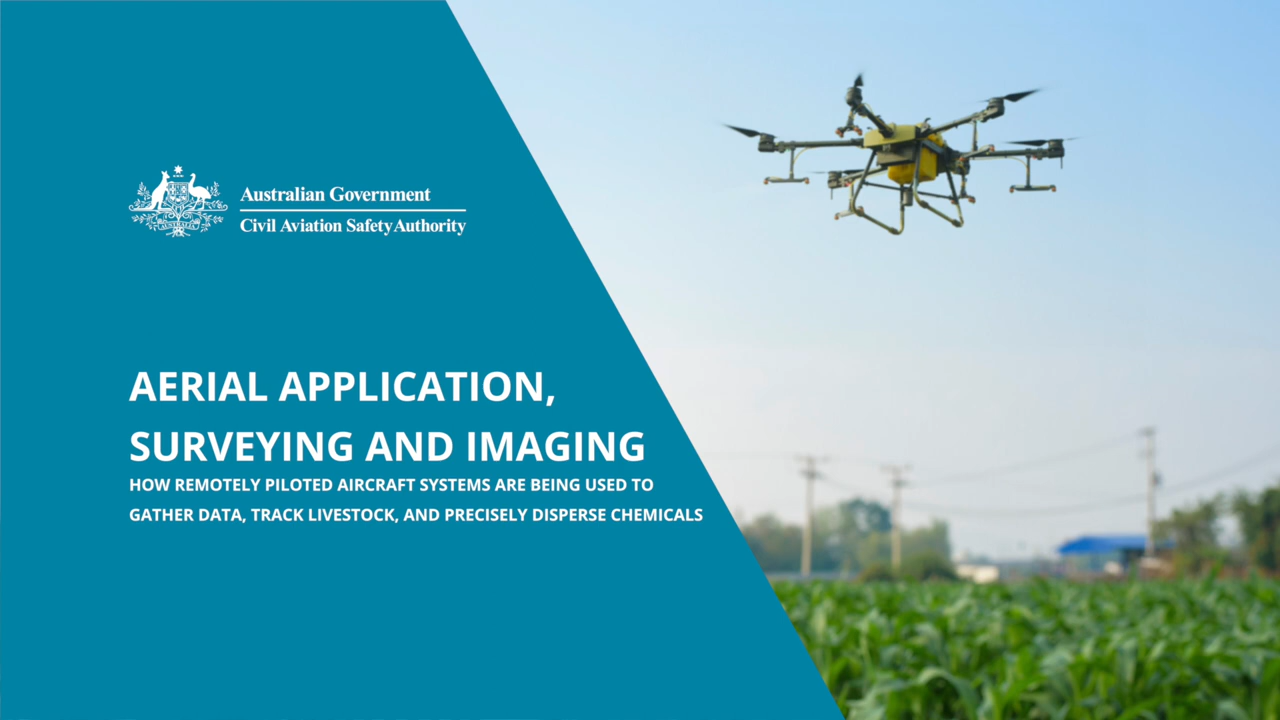 Australian Government
Civil Aviation Safety Authority
AERIAL APPLICATION,
SURVEYING AND IMAGING
HOW REMOTELY PILOTED AIRCRAFT SYSTEMS ARE BEING USED TO
GATHER DATA, TRACK LIVESTOCK, AND PRECISELY DISPERSE CHEMICALS